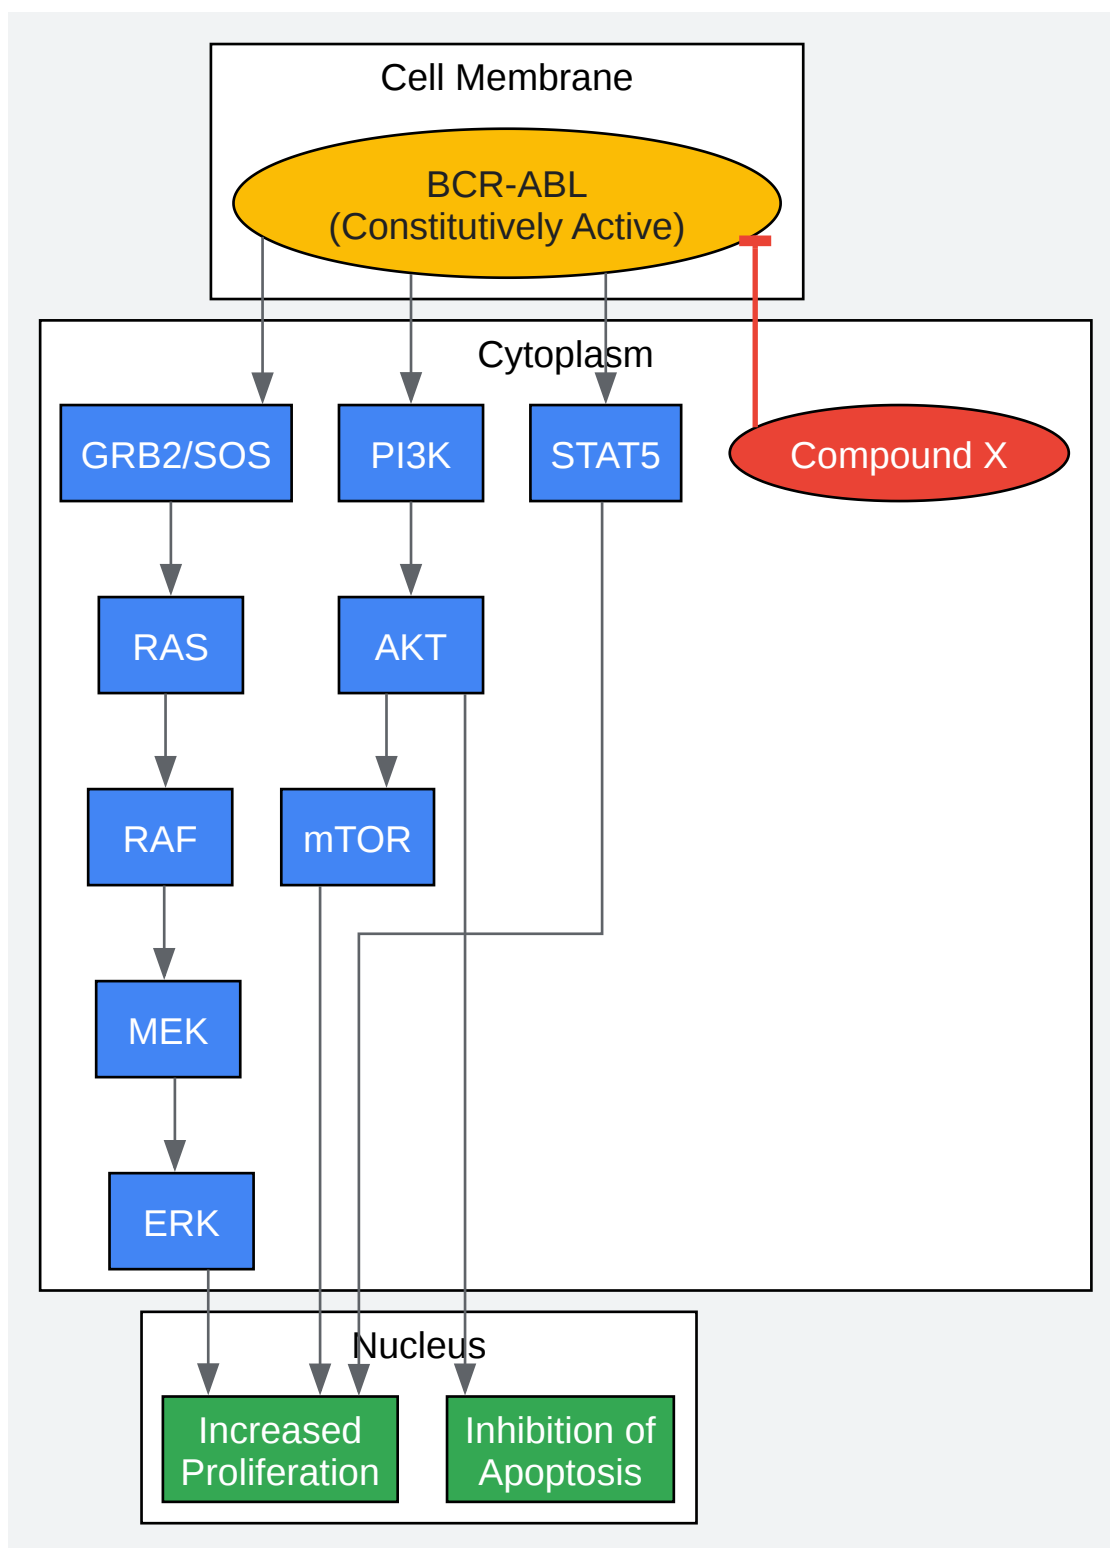 Cell Membrane
BCR-ABL
(Constitutively Active)
Cytoplasm
GRB2/SOS
PI3K
STAT5
Compound X
RAS
AKT
RAF
mTOR
MEK
ERK
Nucleus
Increased
Proliferation
Inhibition of
Apoptosis